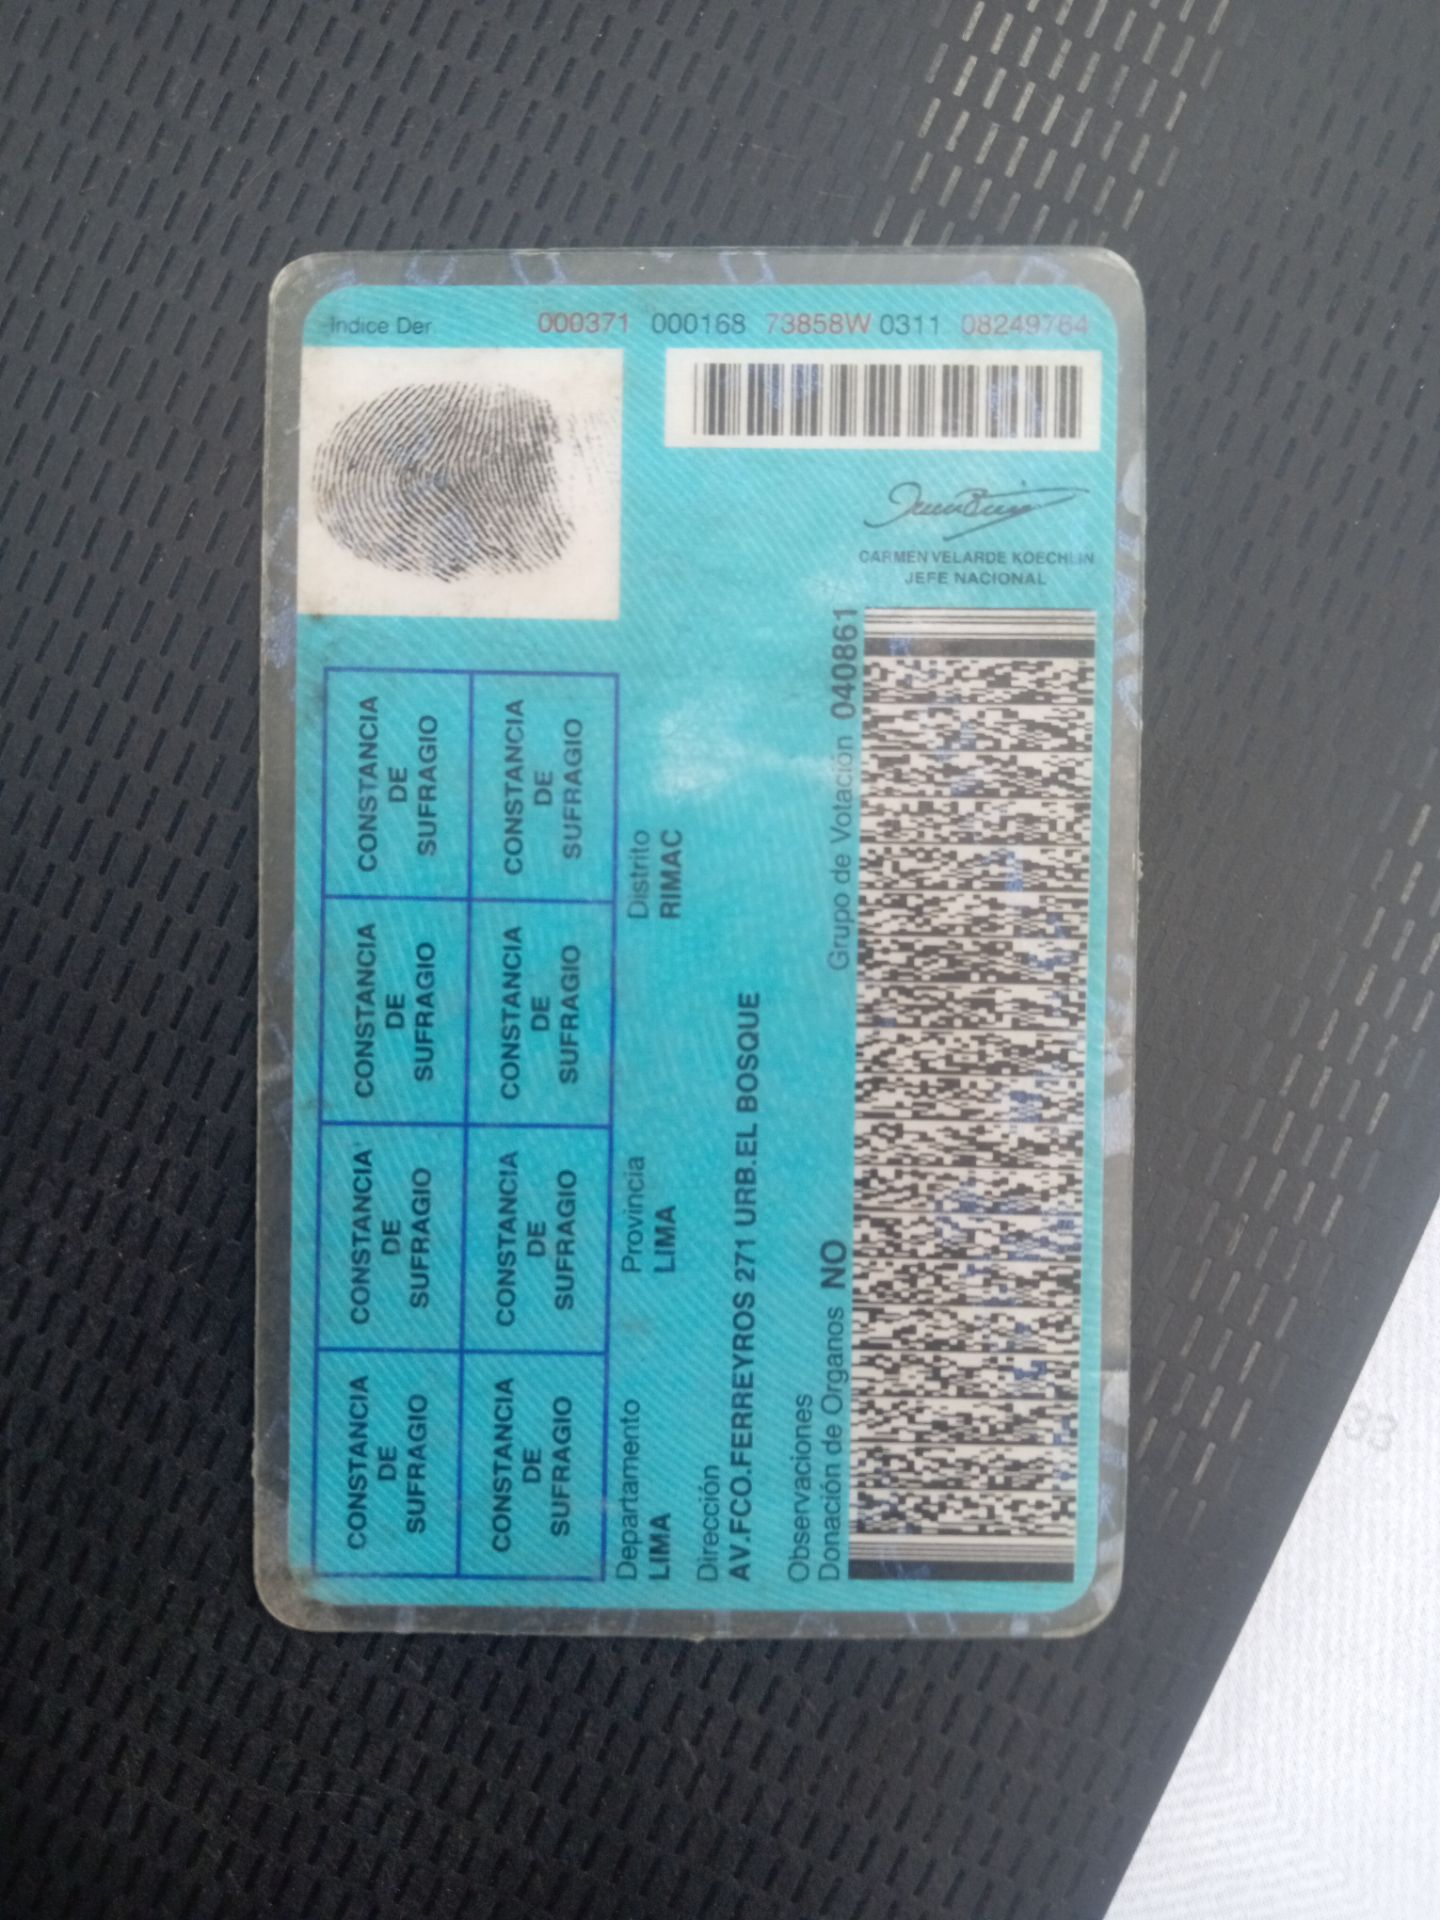 Indice Der. 000371 000168 73858W 0311 08249764
CARMEN VELARDE KOECHLIN
JEFE NACIONAL
CONSTANCIA DE SUFRAGIO
CONSTANCIA DE SUFRAGIO
CONSTANCIA DE SUFRAGIO
CONSTANCIA DE SUFRAGIO
CONSTANCIA DE SUFRAGIO
CONSTANCIA DE SUFRAGIO
CONSTANCIA DE SUFRAGIO
CONSTANCIA DE SUFRAGIO
Departamento Provincia Distrito
LIMA LIMA RIMAC
Dirección
AV.FCO.FERREYROS 271 URB.EL BOSQUE
Observaciones
Donación de Organos NO Grupo de Votación 040861
33